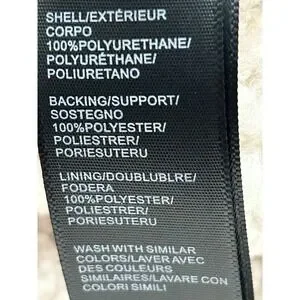 SHELL/EXTÉRIEUR
CORPO
100%POLYURETHANE/
POLYURÉTHANE/
POLIURETANO
BACKING/SUPPORT/
SOSTEGNO
100%POLYESTER/
POLIESTRER/
PORIESUTERU
LINING/DOUBLUBLRE/
FODERA
100%POLYESTER/
POLIESTRER/
PORIESUTERU
WASH WITH SIMILAR
COLORS/LAVER AVEC
DES COULEURS
SIMILAIRES/LAVARE CON
COLORI SIMILI